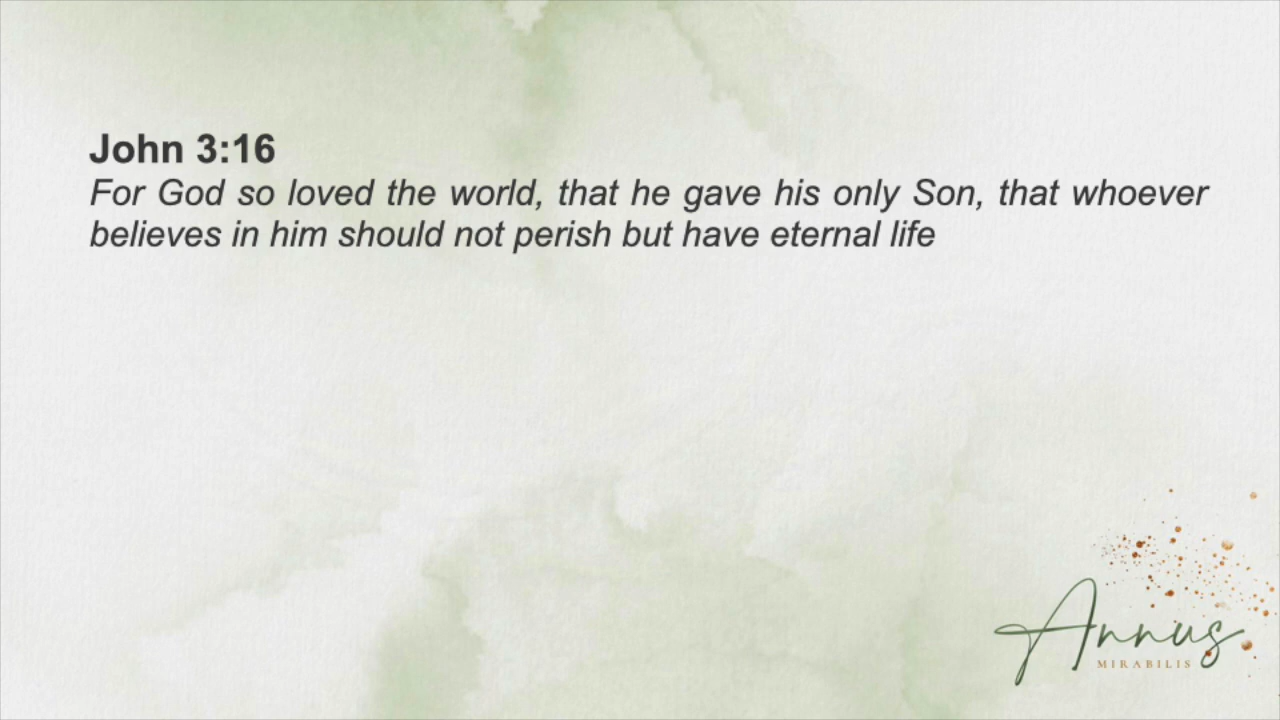 John 3:16
For God so loved the world, that he gave his only Son, that whoever
believes in him should not perish but have eternal life
Annus
MIRABILIS